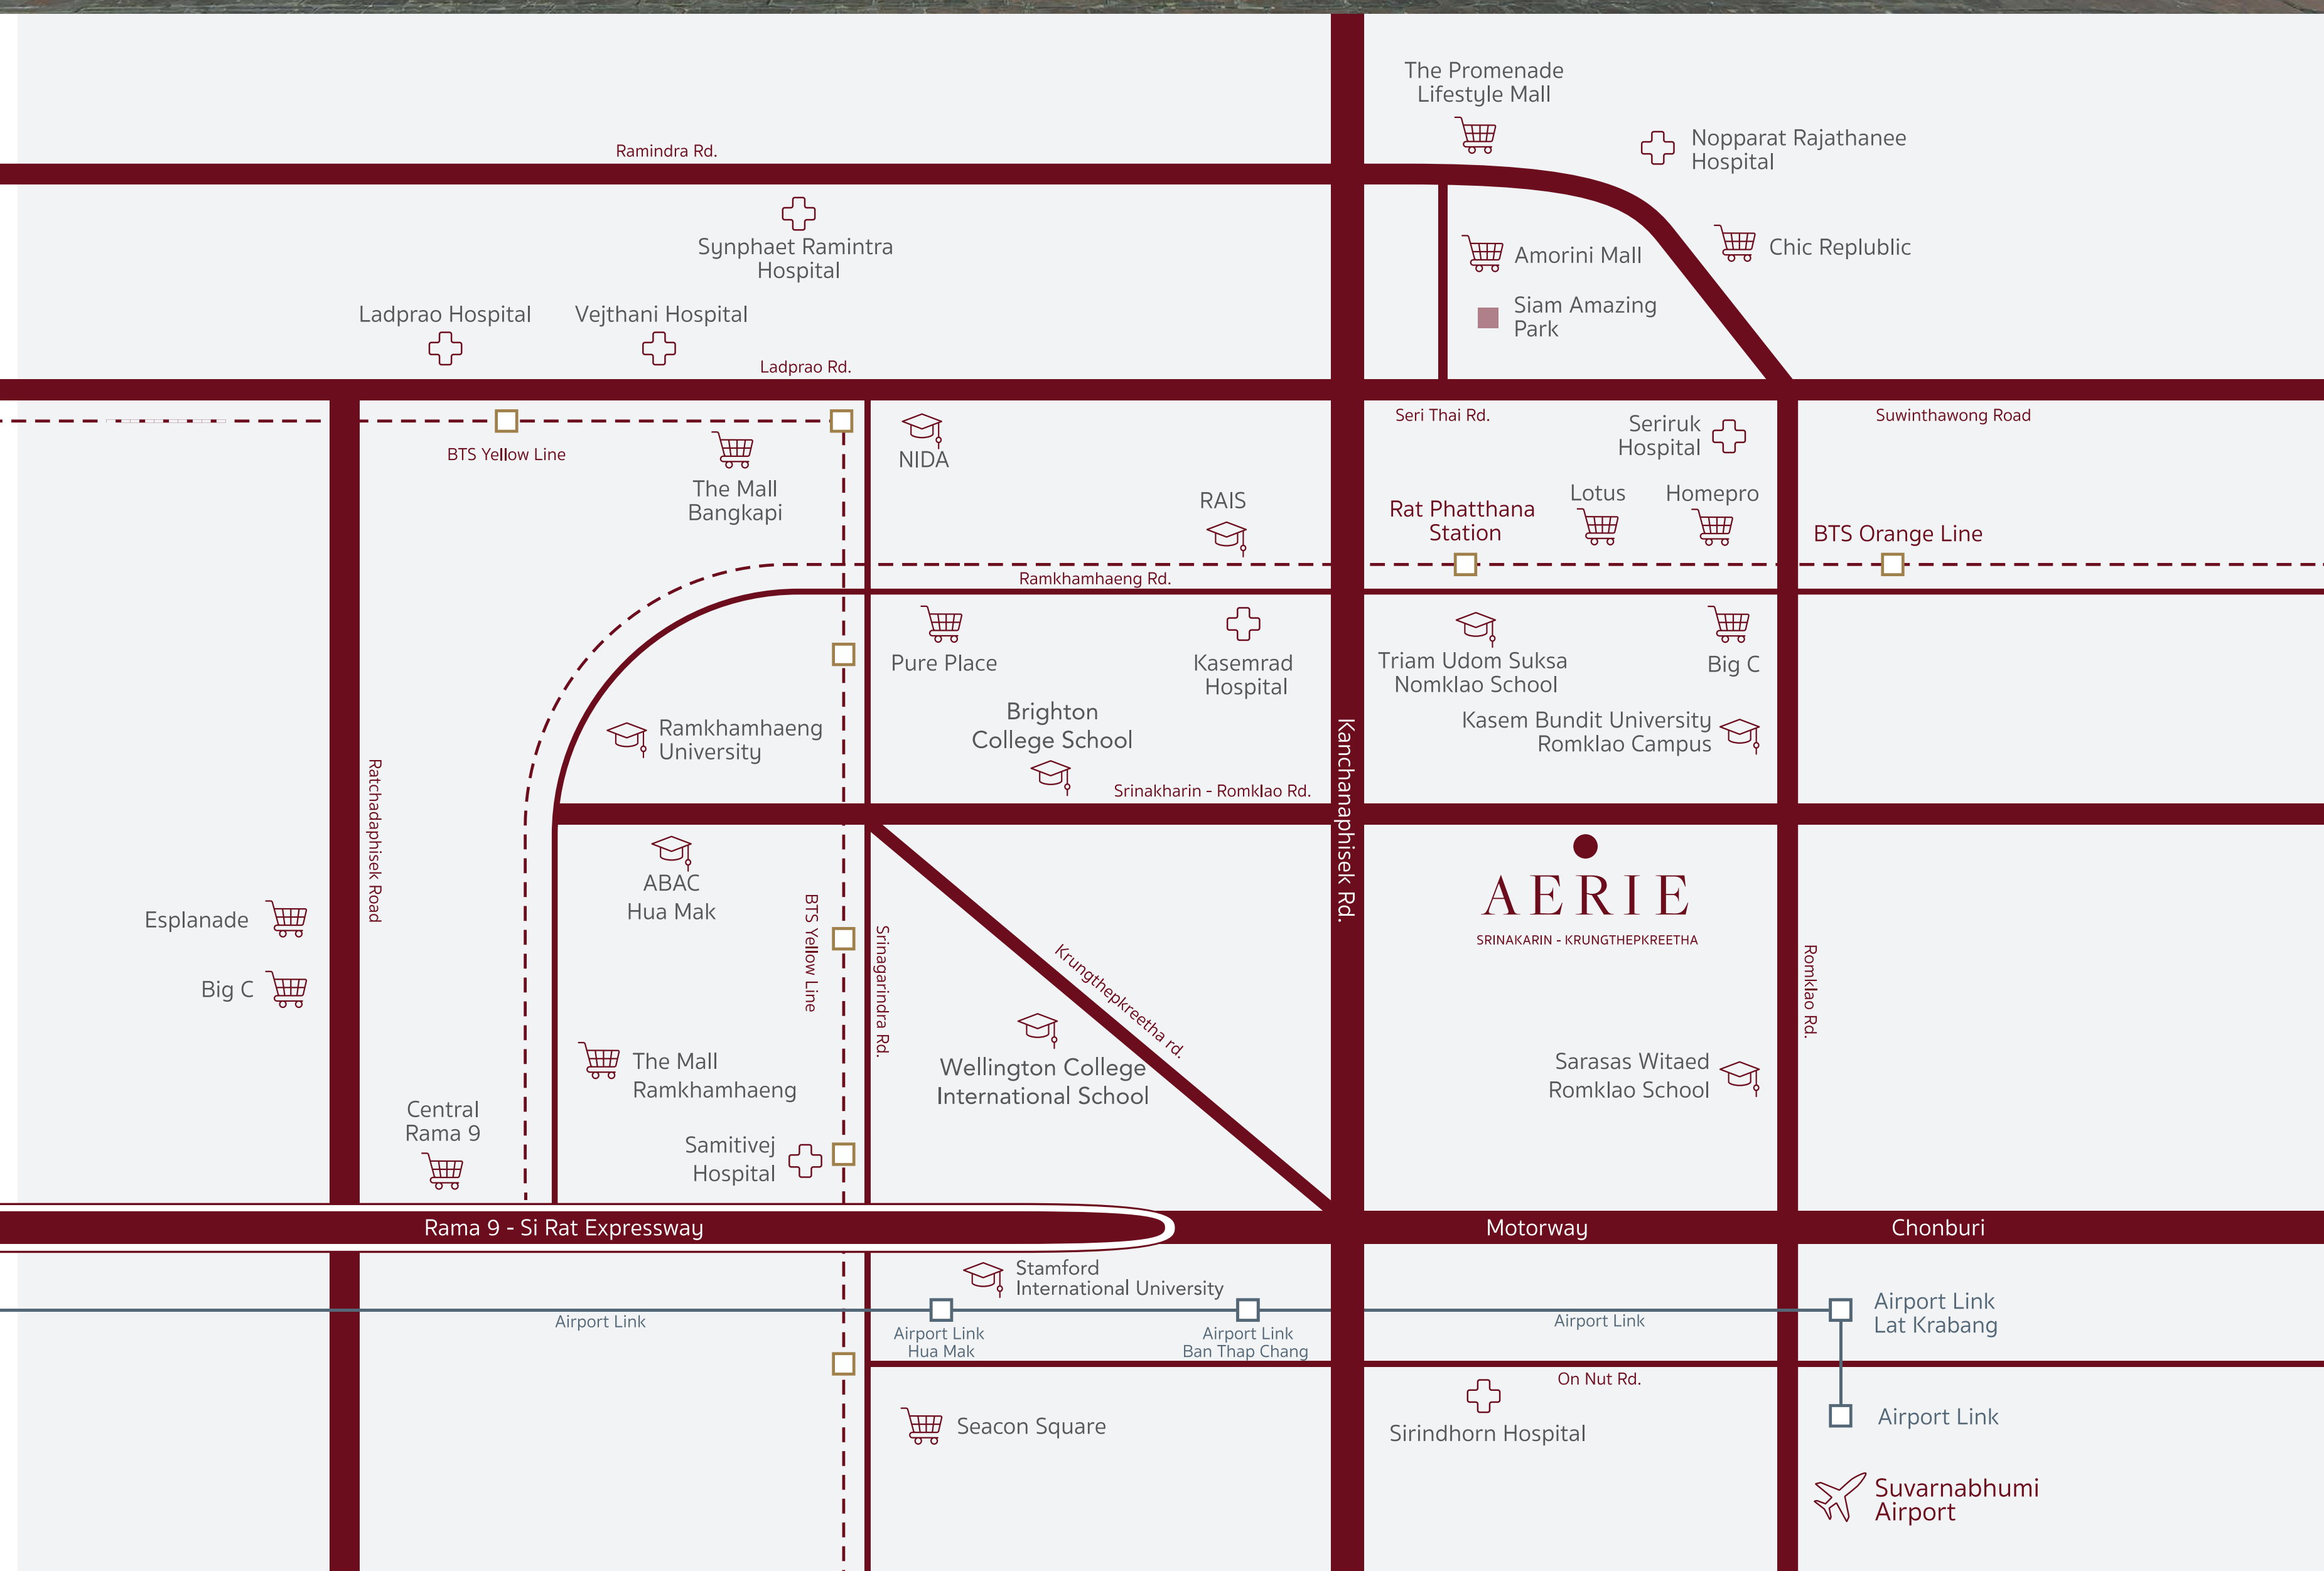 The Promenade
Lifestyle Mall
Nopparat Rajathanee
Hospital
Ramindra Rd.
Synphaet Ramintra
Hospital
Amorini Mall
Chic Replublic
Siam Amazing
Park
Ladprao Hospital
Vejthani Hospital
Ladprao Rd.
Seri Thai Rd.
Suwinthawong Road
BTS Yellow Line
The Mall
Bangkapi
NIDA
RAIS
Seriruk
Hospital
Rat Phatthana
Station
Lotus
Homepro
BTS Orange Line
Ramkhamhaeng Rd.
Pure Place
Kasemrad
Hospital
Triam Udom Suksa
Nomklao School
Big C
Ramkhamhaeng
University
Brighton
College School
Kasem Bundit University
Romklao Campus
Srinakharin - Romklao Rd.
Kanchanaphisek Rd.
Ratchadaphisek Road
ABAC
Hua Mak
AERIE
SRINAKARIN - KRUNGTHEPKREETHA
Esplanade
Big C
BTS Yellow Line
Srinagarindra Rd.
Krungthepkreetha rd.
Romklao Rd.
The Mall
Ramkhamhaeng
Wellington College
International School
Sarasas Witaed
Romklao School
Central
Rama 9
Samitivej
Hospital
Rama 9 - Si Rat Expressway
Motorway
Chonburi
Stamford
International University
Airport Link
Airport Link
Hua Mak
Airport Link
Ban Thap Chang
Airport Link
Airport Link
Lat Krabang
On Nut Rd.
Seacon Square
Sirindhorn Hospital
Airport Link
Suvarnabhumi
Airport